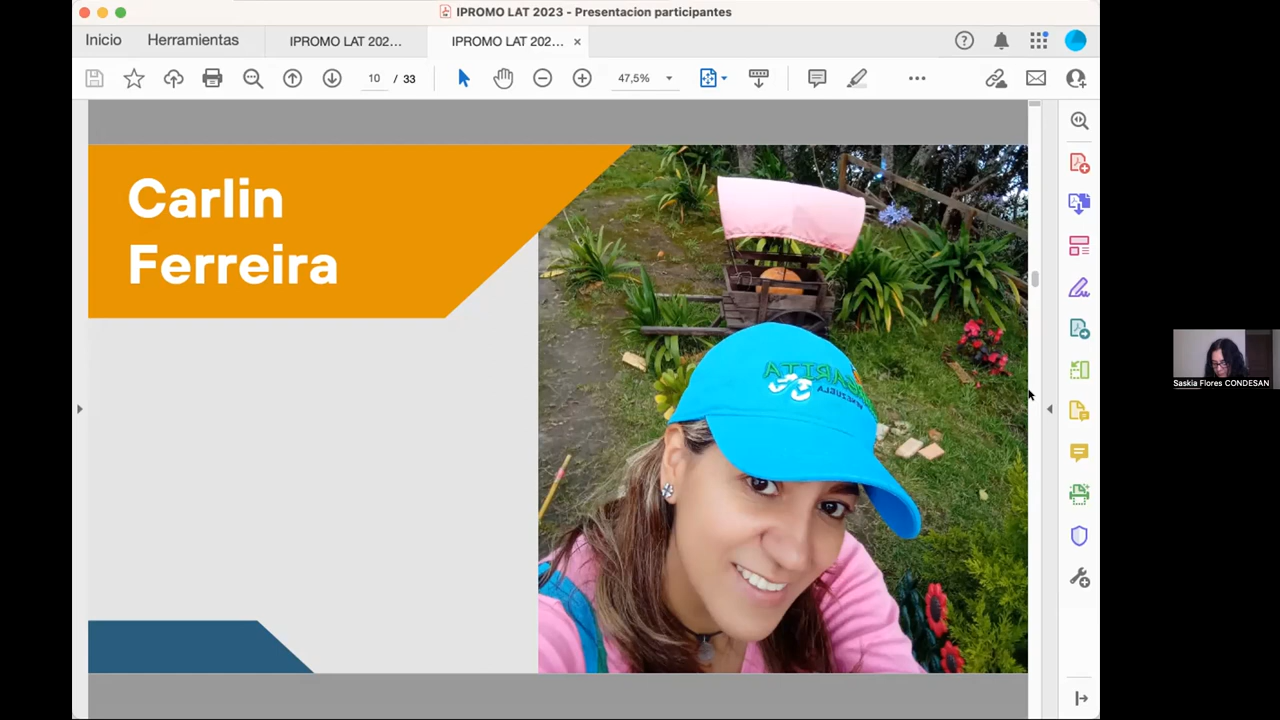 IPROMO LAT 2023 - Presentacion participantes
Inicio
Herramientas
IPROMO LAT 202...
IPROMO LAT 202...
10 / 33
47,5%
Carlin
Ferreira
VENEZUELA
Saskia Flores CONDESAN